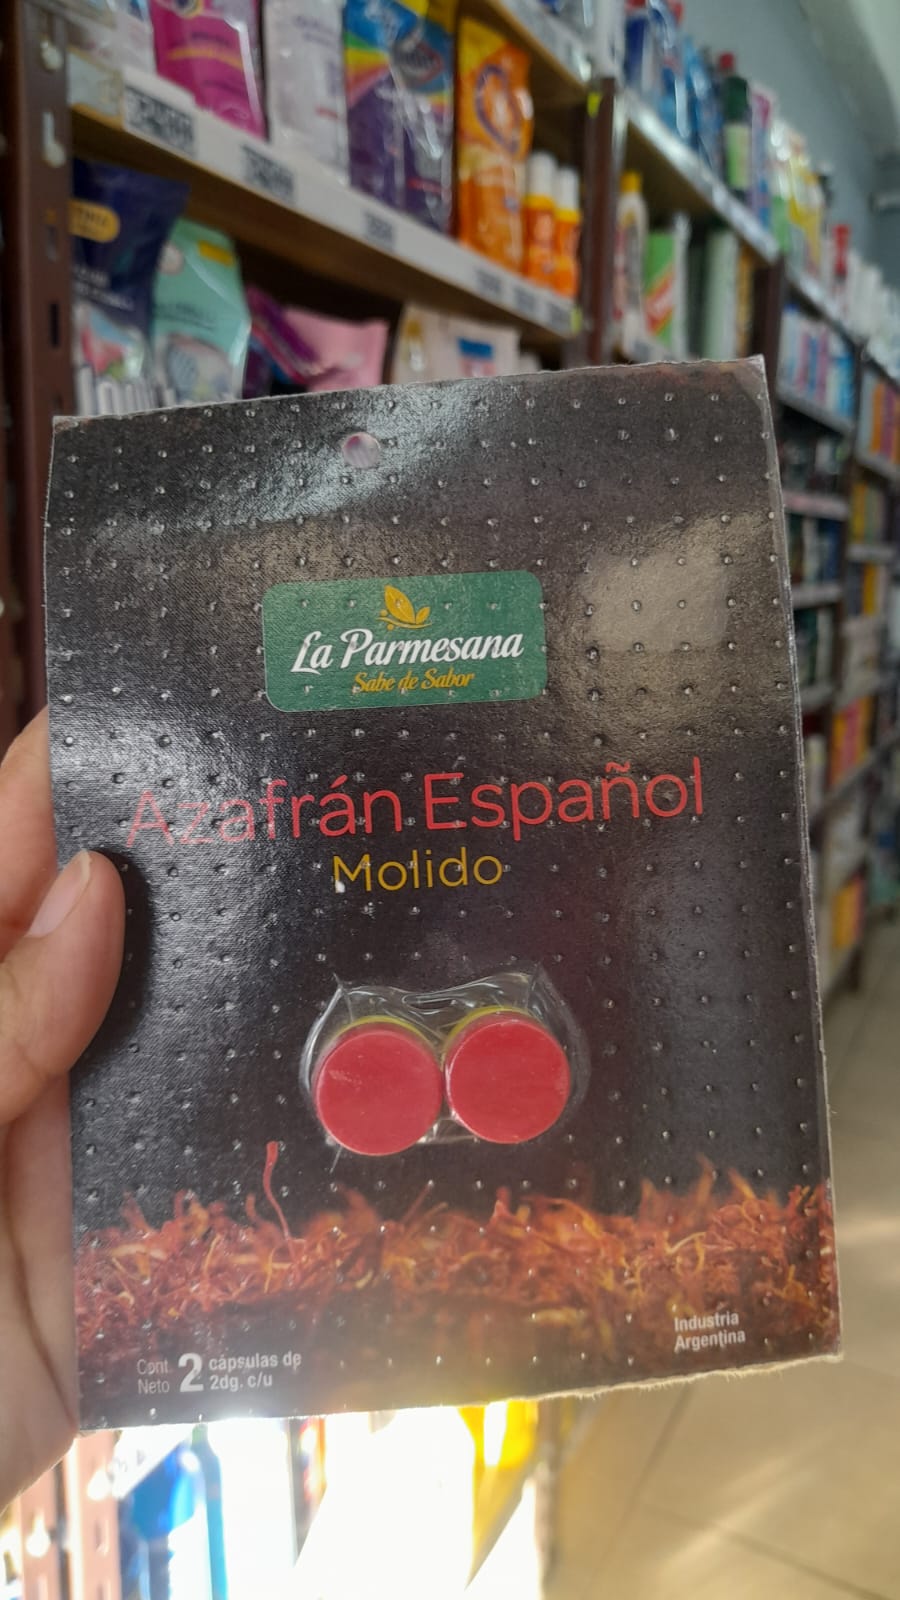 La Parmesana
Sabe de Sabor
Azafrán Español
Molido
Cont
Neto
2
cápsulas de
2dg. c/u
Industria
Argentina